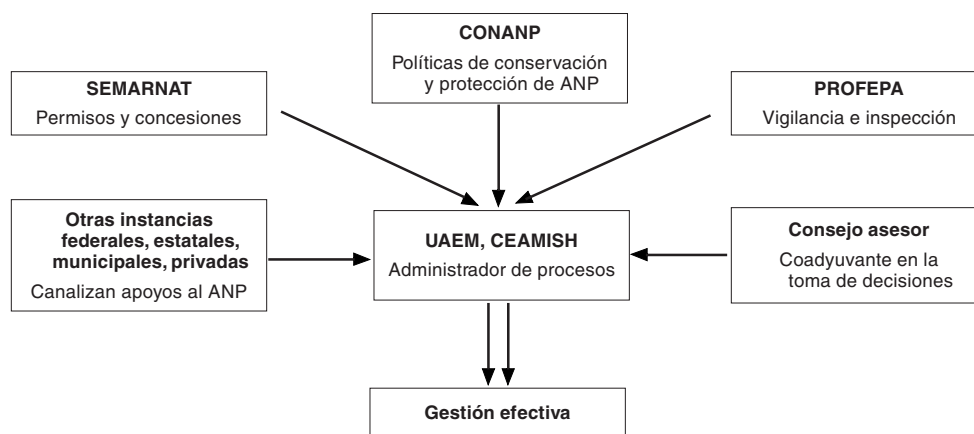 CONANP
Políticas de conservación
y protección de ANP
SEMARNAT
Permisos y concesiones
PROFEPA
Vigilancia e inspección
Otras instancias
federales, estatales,
municipales, privadas
Canalizan apoyos al ANP
UAEM, CEAMISH
Administrador de procesos
Consejo asesor
Coadyuvante en la
toma de decisiones
Gestión efectiva